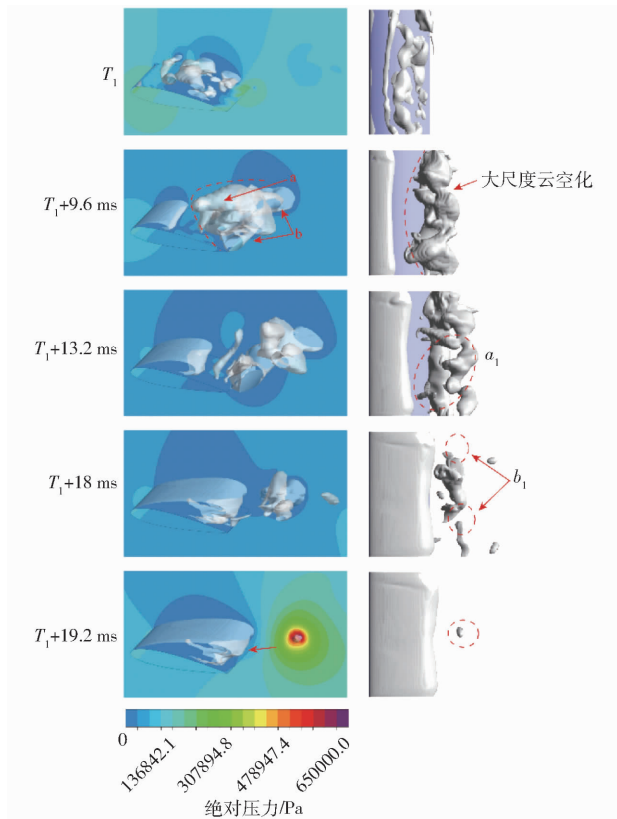 T₁
a
b
T₁+9.6 ms
大尺度云空化
T₁+13.2 ms
a₁
T₁+18 ms
b₁
T₁+19.2 ms
0
136842.1
307894.8
478947.4
650000.0
绝对压力/Pa